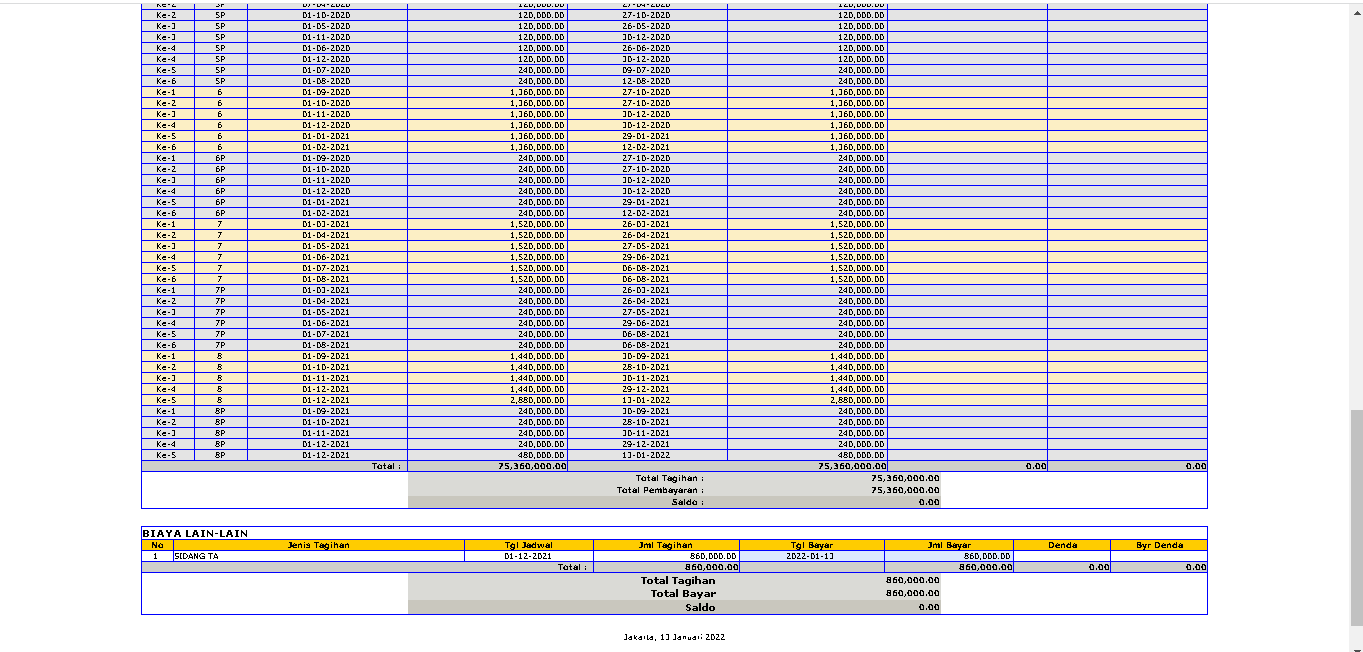 Ke-2 5P 01-10-2020 120,000.00 27-10-2020 120,000.00
Ke-3 5P 01-05-2020 120,000.00 26-05-2020 120,000.00
Ke-3 5P 01-11-2020 120,000.00 30-12-2020 120,000.00
Ke-4 5P 01-06-2020 120,000.00 26-06-2020 120,000.00
Ke-4 5P 01-12-2020 120,000.00 30-12-2020 120,000.00
Ke-5 5P 01-07-2020 240,000.00 09-07-2020 240,000.00
Ke-6 5P 01-08-2020 240,000.00 12-08-2020 240,000.00
Ke-1 6 01-09-2020 1,360,000.00 27-10-2020 1,360,000.00
Ke-2 6 01-10-2020 1,360,000.00 27-10-2020 1,360,000.00
Ke-3 6 01-11-2020 1,360,000.00 30-12-2020 1,360,000.00
Ke-4 6 01-12-2020 1,360,000.00 30-12-2020 1,360,000.00
Ke-5 6 01-01-2021 1,360,000.00 29-01-2021 1,360,000.00
Ke-6 6 01-02-2021 1,360,000.00 12-02-2021 1,360,000.00
Ke-1 6P 01-09-2020 240,000.00 27-10-2020 240,000.00
Ke-2 6P 01-10-2020 240,000.00 27-10-2020 240,000.00
Ke-3 6P 01-11-2020 240,000.00 30-12-2020 240,000.00
Ke-4 6P 01-12-2020 240,000.00 30-12-2020 240,000.00
Ke-5 6P 01-01-2021 240,000.00 29-01-2021 240,000.00
Ke-6 6P 01-02-2021 240,000.00 12-02-2021 240,000.00
Ke-1 7 01-03-2021 1,520,000.00 26-03-2021 1,520,000.00
Ke-2 7 01-04-2021 1,520,000.00 26-04-2021 1,520,000.00
Ke-3 7 01-05-2021 1,520,000.00 27-05-2021 1,520,000.00
Ke-4 7 01-06-2021 1,520,000.00 29-06-2021 1,520,000.00
Ke-5 7 01-07-2021 1,520,000.00 06-08-2021 1,520,000.00
Ke-6 7 01-08-2021 1,520,000.00 06-08-2021 1,520,000.00
Ke-1 7P 01-03-2021 240,000.00 26-03-2021 240,000.00
Ke-2 7P 01-04-2021 240,000.00 26-04-2021 240,000.00
Ke-3 7P 01-05-2021 240,000.00 27-05-2021 240,000.00
Ke-4 7P 01-06-2021 240,000.00 29-06-2021 240,000.00
Ke-5 7P 01-07-2021 240,000.00 06-08-2021 240,000.00
Ke-6 7P 01-08-2021 240,000.00 06-08-2021 240,000.00
Ke-1 8 01-09-2021 1,440,000.00 30-09-2021 1,440,000.00
Ke-2 8 01-10-2021 1,440,000.00 28-10-2021 1,440,000.00
Ke-3 8 01-11-2021 1,440,000.00 30-11-2021 1,440,000.00
Ke-4 8 01-12-2021 1,440,000.00 29-12-2021 1,440,000.00
Ke-5 8 01-12-2021 2,880,000.00 13-01-2022 2,880,000.00
Ke-1 8P 01-09-2021 240,000.00 30-09-2021 240,000.00
Ke-2 8P 01-10-2021 240,000.00 28-10-2021 240,000.00
Ke-3 8P 01-11-2021 240,000.00 30-11-2021 240,000.00
Ke-4 8P 01-12-2021 240,000.00 29-12-2021 240,000.00
Ke-5 8P 01-12-2021 480,000.00 13-01-2022 480,000.00
Total : 75,360,000.00 75,360,000.00 0.00 0.00
Total Tagihan : 75,360,000.00
Total Pembayaran : 75,360,000.00
Saldo : 0.00
BIAYA LAIN-LAIN
No Jenis Tagihan Tgl Jadwal Jml Tagihan Tgl Bayar Jml Bayar Denda Byr Denda
1 SIDANG TA 01-12-2021 860,000.00 2022-01-13 860,000.00
Total : 860,000.00 860,000.00 0.00 0.00
Total Tagihan 860,000.00
Total Bayar 860,000.00
Saldo 0.00
Jakarta, 13 Januari 2022